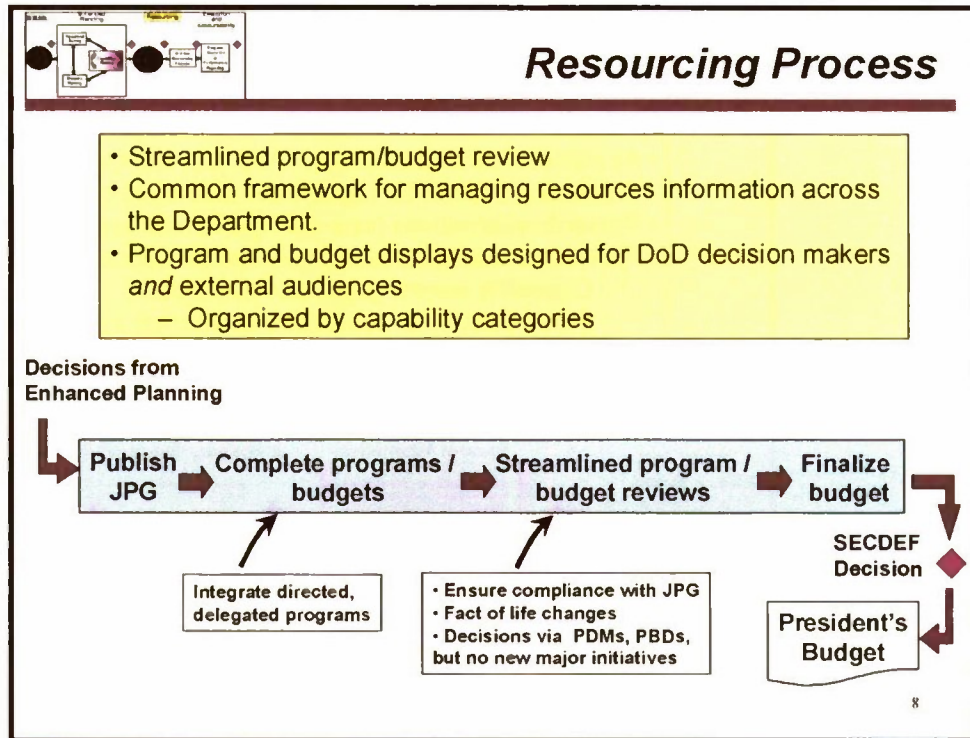 Resourcing Process
• Streamlined program/budget review
• Common framework for managing resources information across
the Department.
• Program and budget displays designed for DoD decision makers
and external audiences
– Organized by capability categories
Decisions from
Enhanced Planning
Publish
JPG
Complete programs /
budgets
Streamlined program /
budget reviews
Finalize
budget
Integrate directed,
delegated programs
• Ensure compliance with JPG
• Fact of life changes
• Decisions via PDMs, PBDs,
but no new major initiatives
SECDEF
Decision
President's
Budget
8